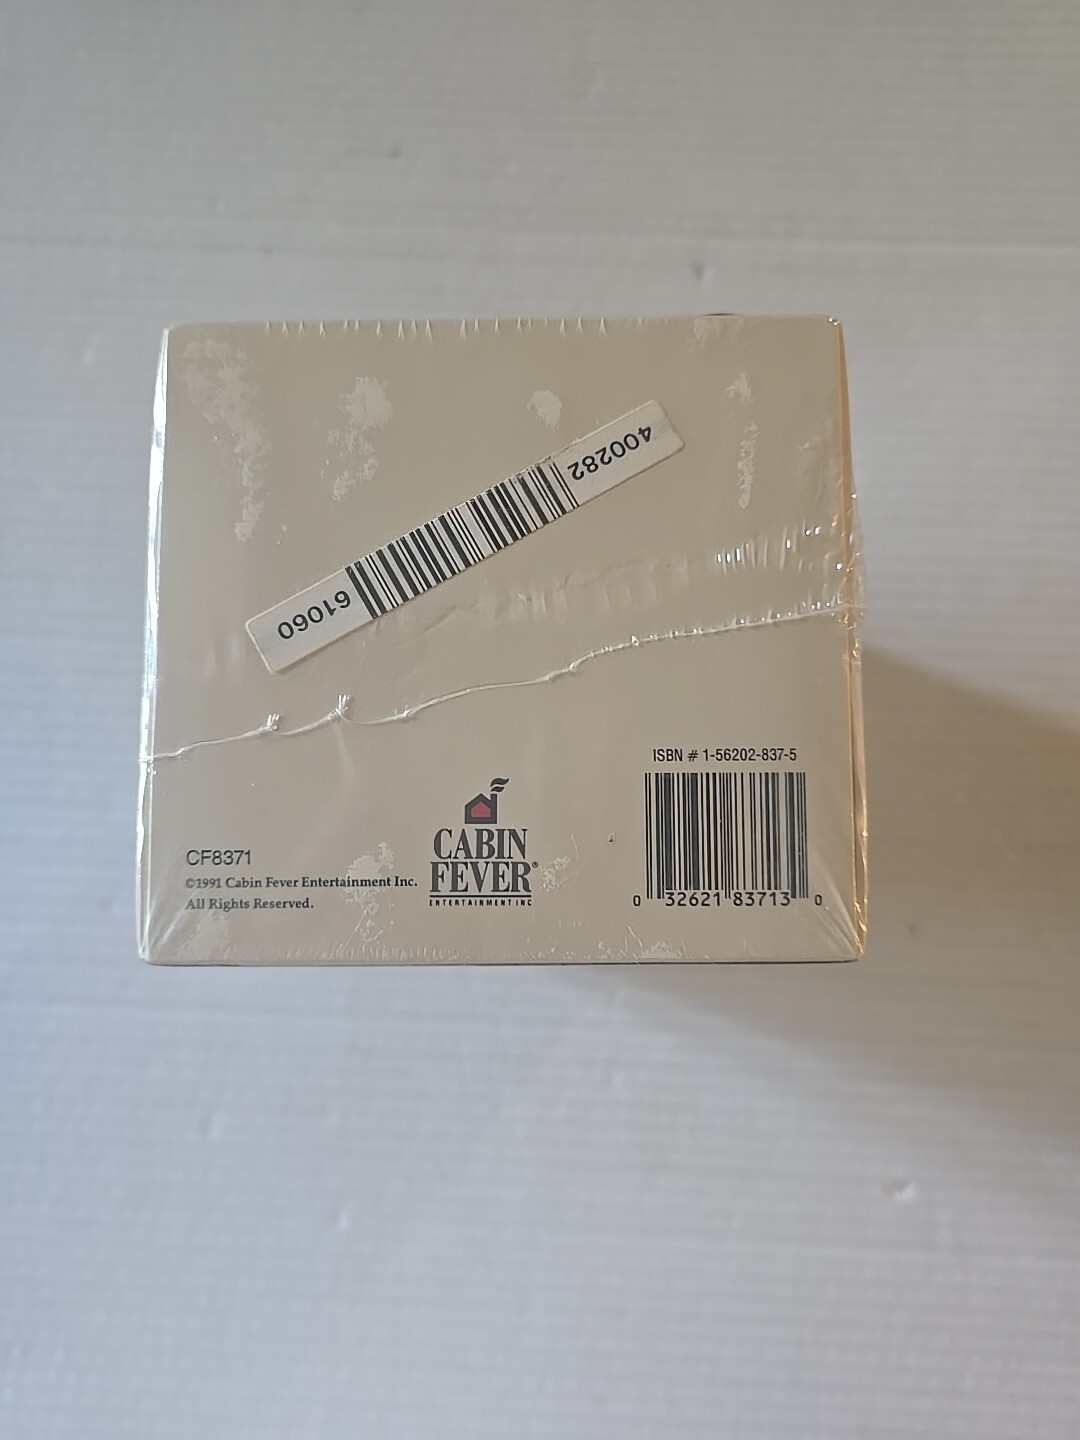 61060 400282
ISBN # 1-56202-837-5
CF8371
©1991 Cabin Fever Entertainment Inc.
All Rights Reserved.
CABIN
FEVER®
ENTERTAINMENT INC
0 32621 83713 0